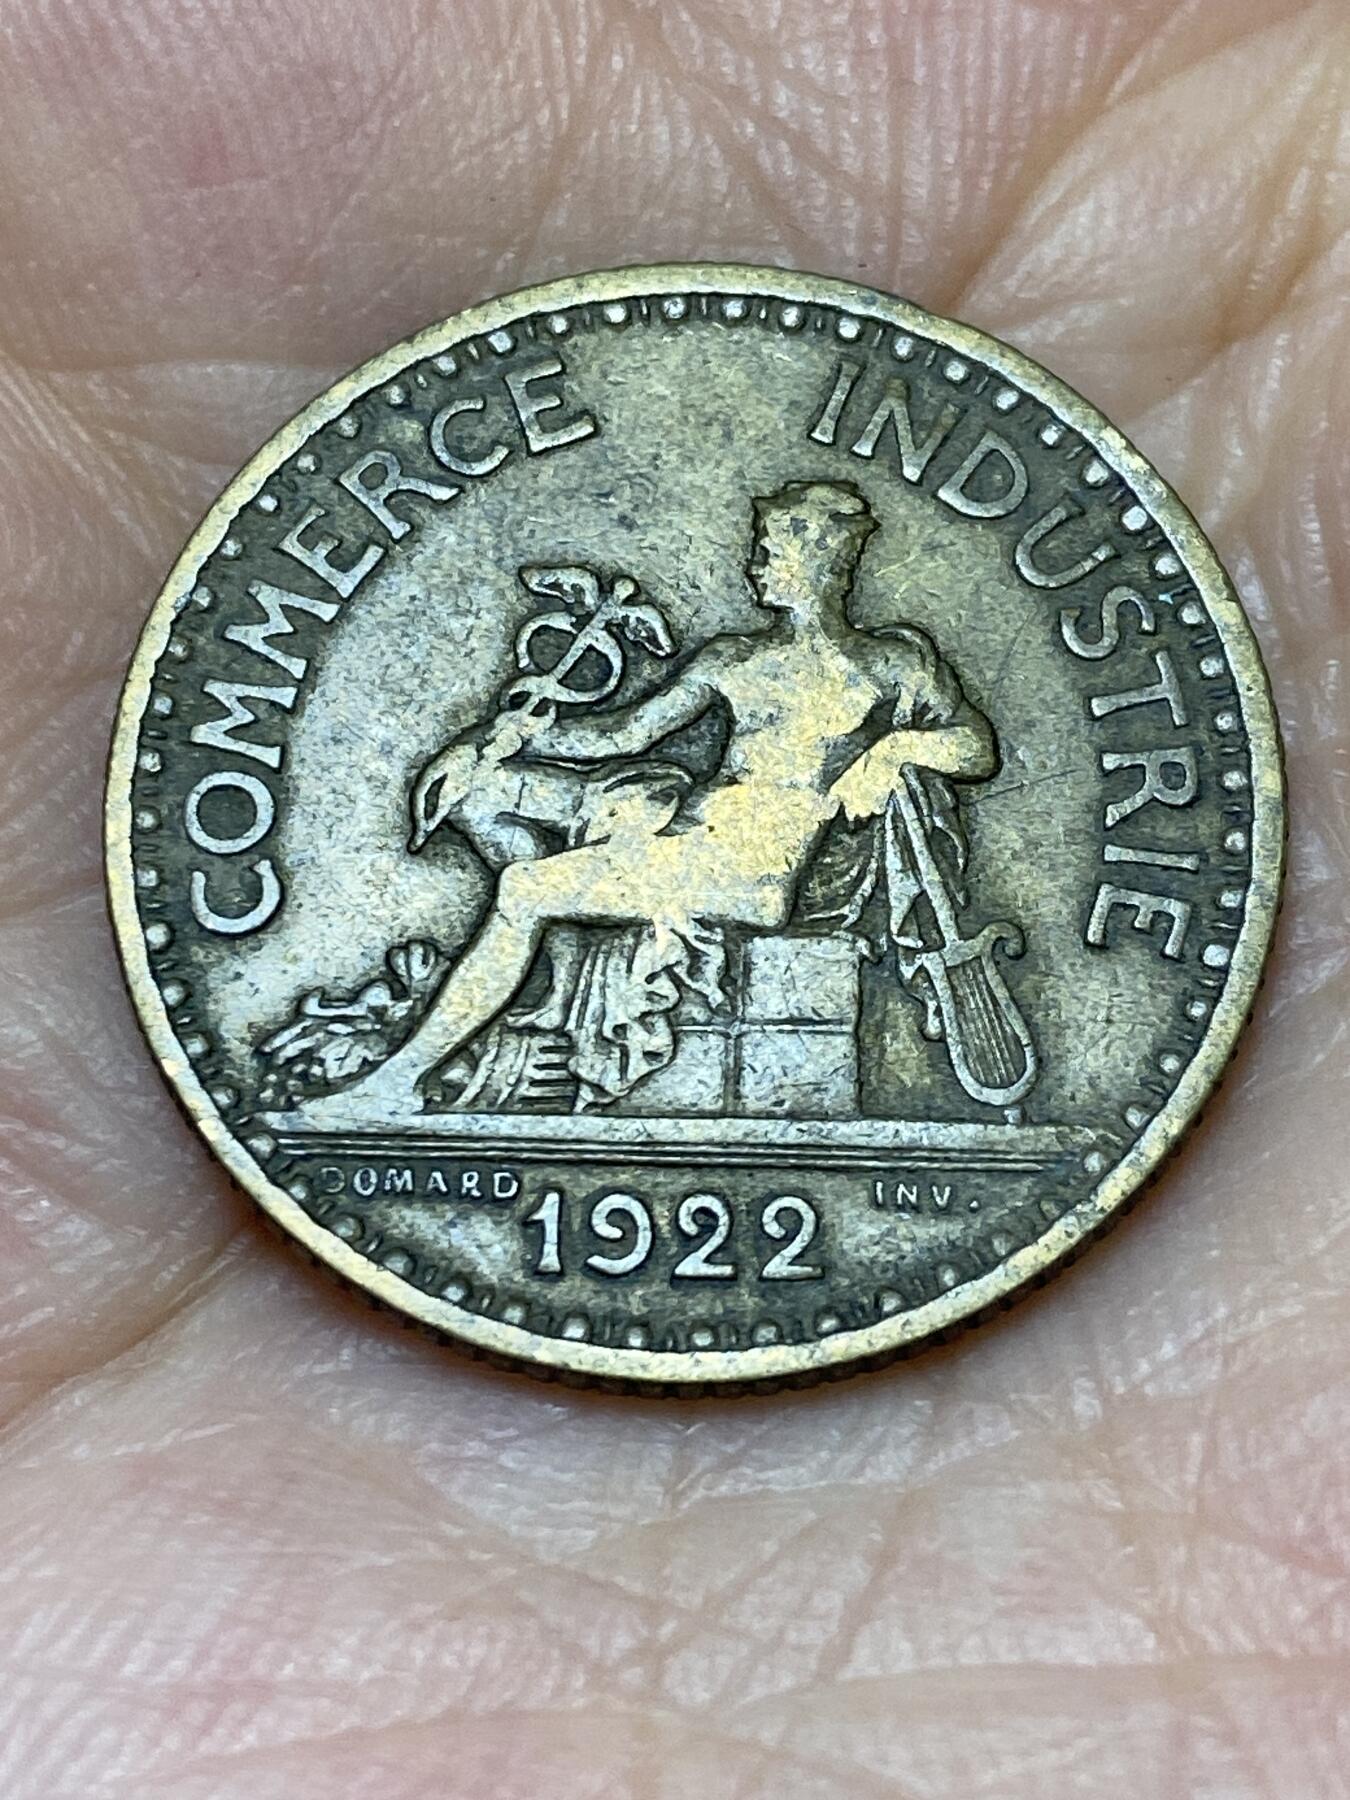 COMMERCE INDUSTRIE
DOMARD INV.
1922